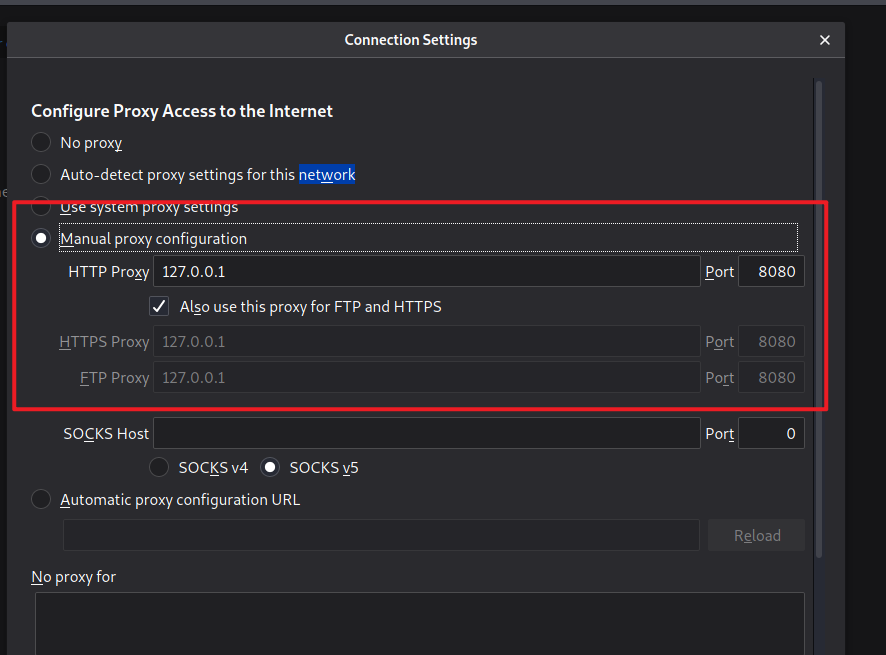 Connection Settings
Configure Proxy Access to the Internet
No proxy
Auto-detect proxy settings for this network
Use system proxy settings
Manual proxy configuration
HTTP Proxy 127.0.0.1 Port 8080
Also use this proxy for FTP and HTTPS
HTTPS Proxy 127.0.0.1 Port 8080
FTP Proxy 127.0.0.1 Port 8080
SOCKS Host Port 0
SOCKS v4 SOCKS v5
Automatic proxy configuration URL
Reload
No proxy for